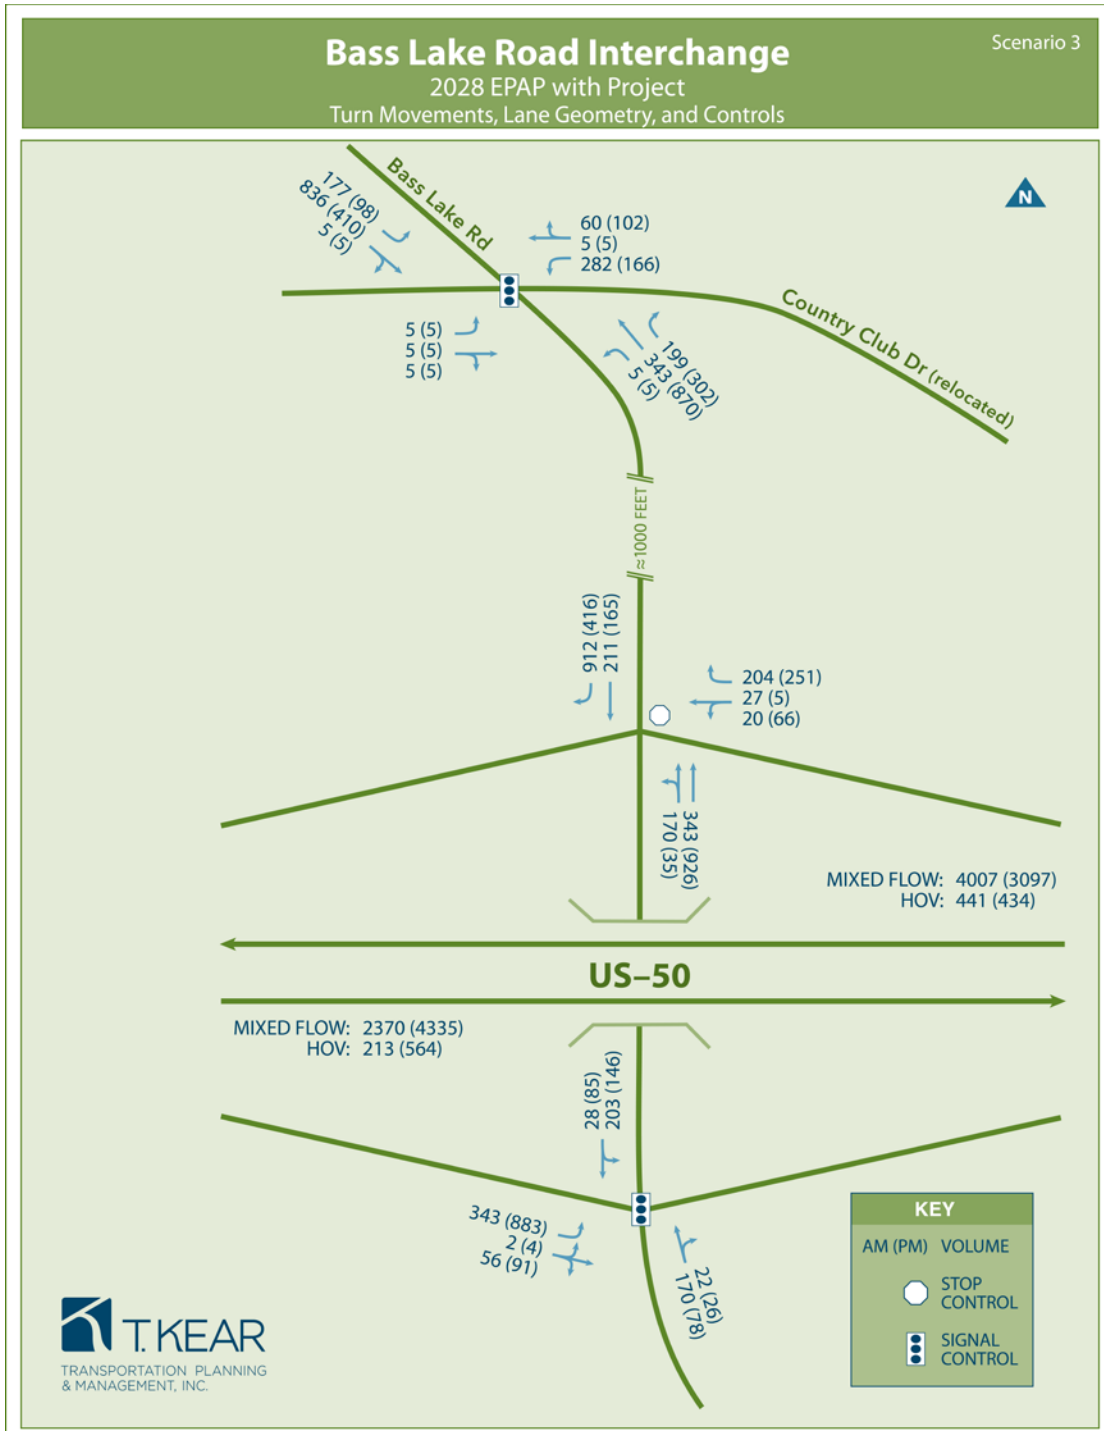 Bass Lake Road Interchange
Scenario 3
2028 EPAP with Project
Turn Movements, Lane Geometry, and Controls
N
Bass Lake Rd
177 (98)
836 (410)
5 (5)
60 (102)
5 (5)
282 (166)
Country Club Dr (relocated)
5 (5)
5 (5)
5 (5)
199 (302)
343 (870)
5 (5)
≈1000 FEET
912 (416)
211 (165)
204 (251)
27 (5)
20 (66)
343 (926)
170 (35)
MIXED FLOW: 4007 (3097)
HOV: 441 (434)
US–50
MIXED FLOW: 2370 (4335)
HOV: 213 (564)
28 (85)
203 (146)
343 (883)
2 (4)
56 (91)
22 (26)
170 (78)
KEY
AM (PM) VOLUME
STOP
CONTROL
SIGNAL
CONTROL
T.KEAR
TRANSPORTATION PLANNING
& MANAGEMENT, INC.